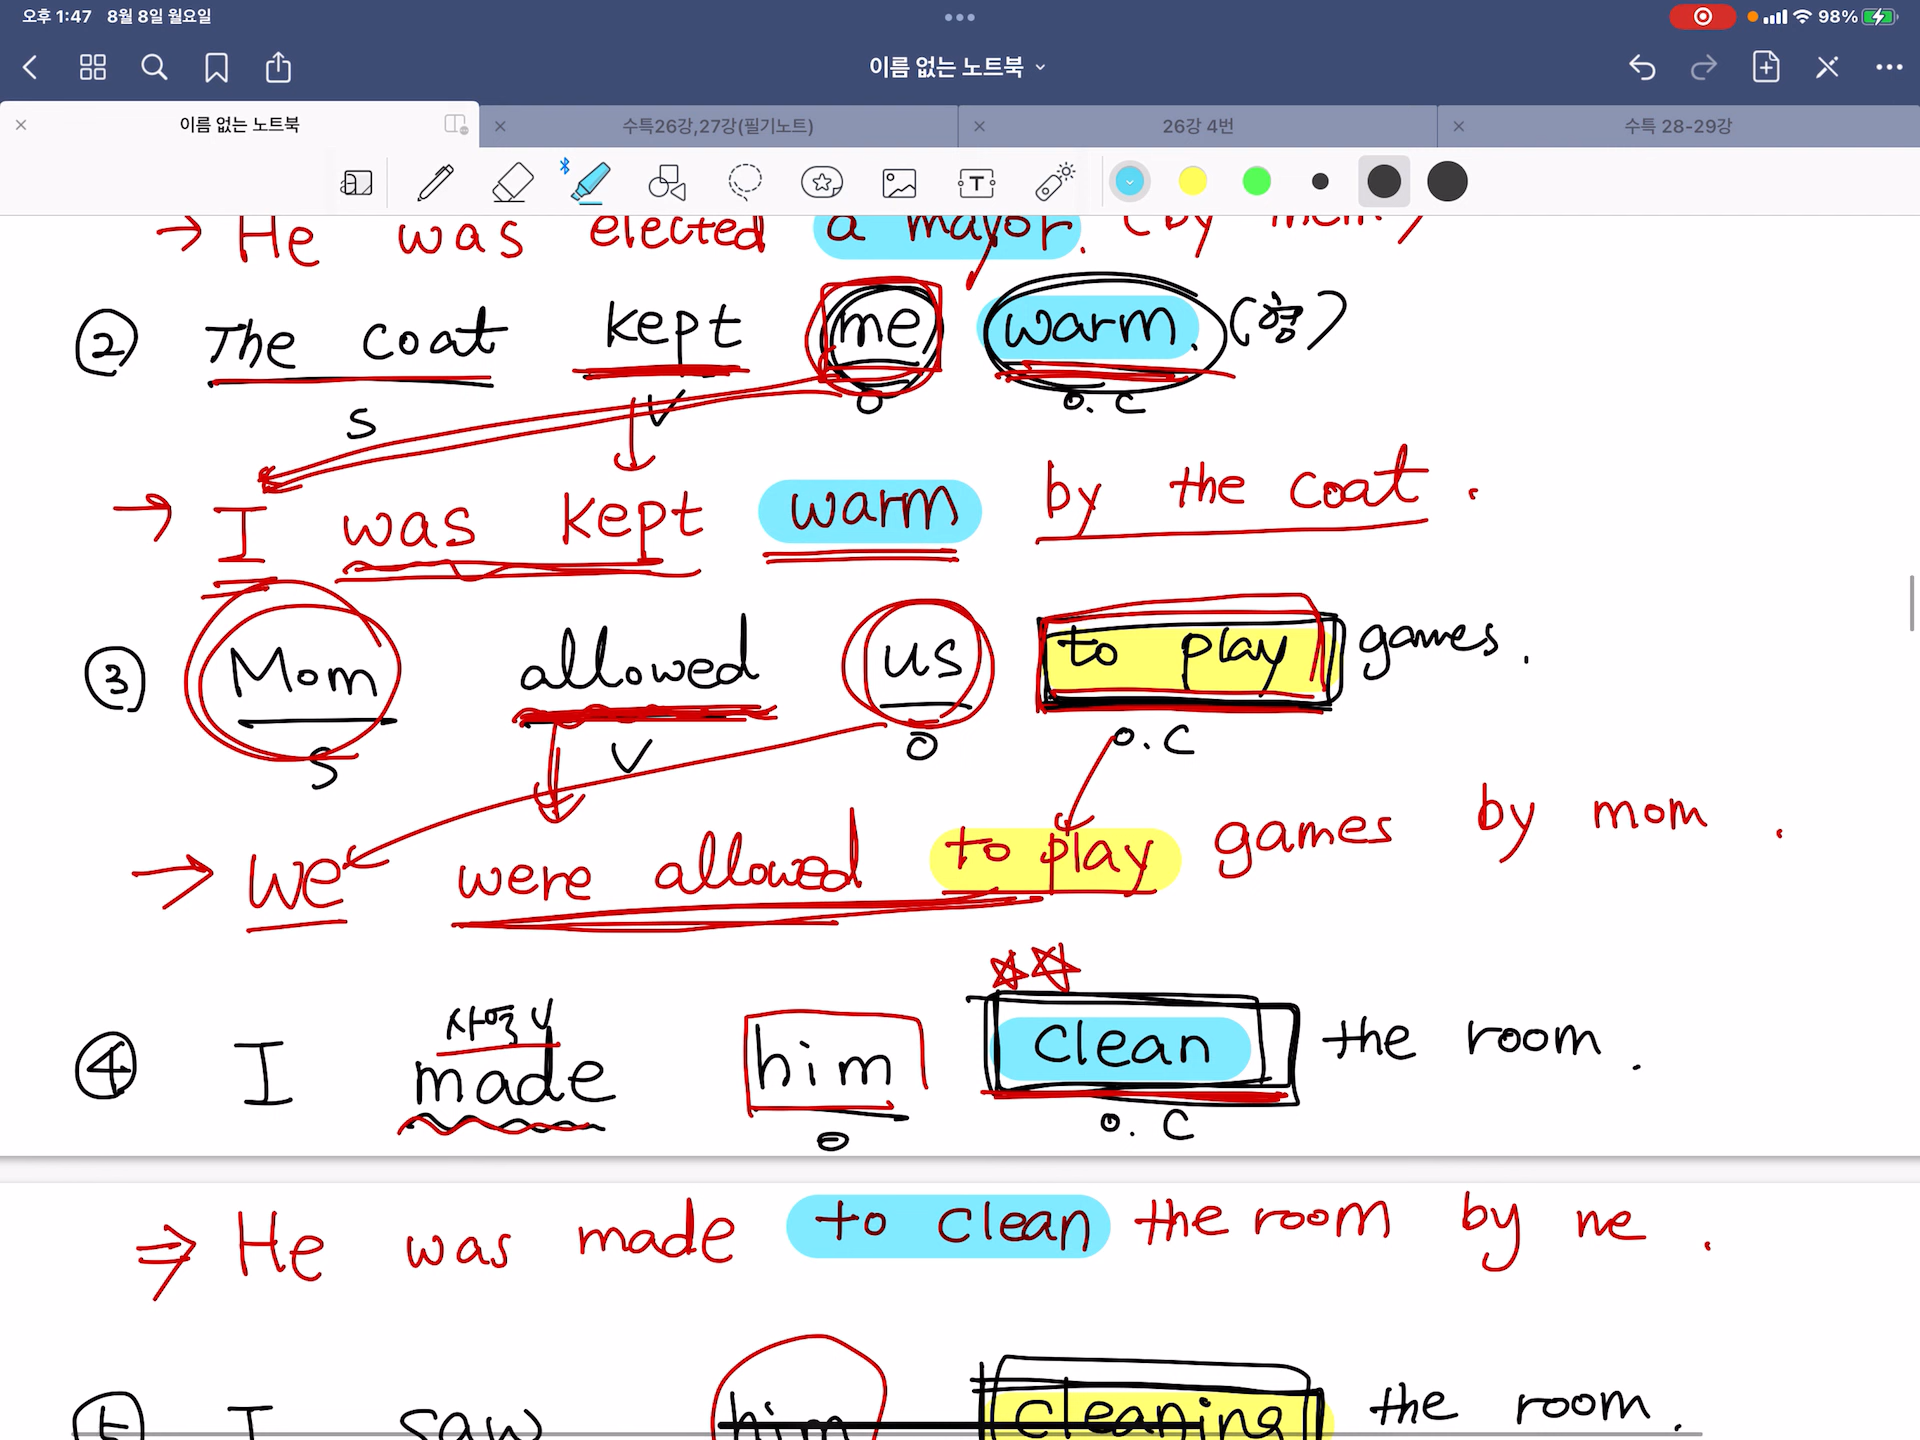 오후 1:47 8월 8일 월요일 98%
이름 없는 노트북
이름 없는 노트북 수특26강,27강(필기노트) 26강 4번 수특 28-29강
T
→ He was elected a mayor. (by them)
② The coat kept me warm. (형)
S V O O.C
→ I was kept warm by the coat.
③ Mom allowed us to play games.
S V O O.C
→ We were allowed to play games by mom.
사역 V
④ I made him clean the room.
O O.C
⇒ He was made to clean the room by me.
I saw him cleaning the room.